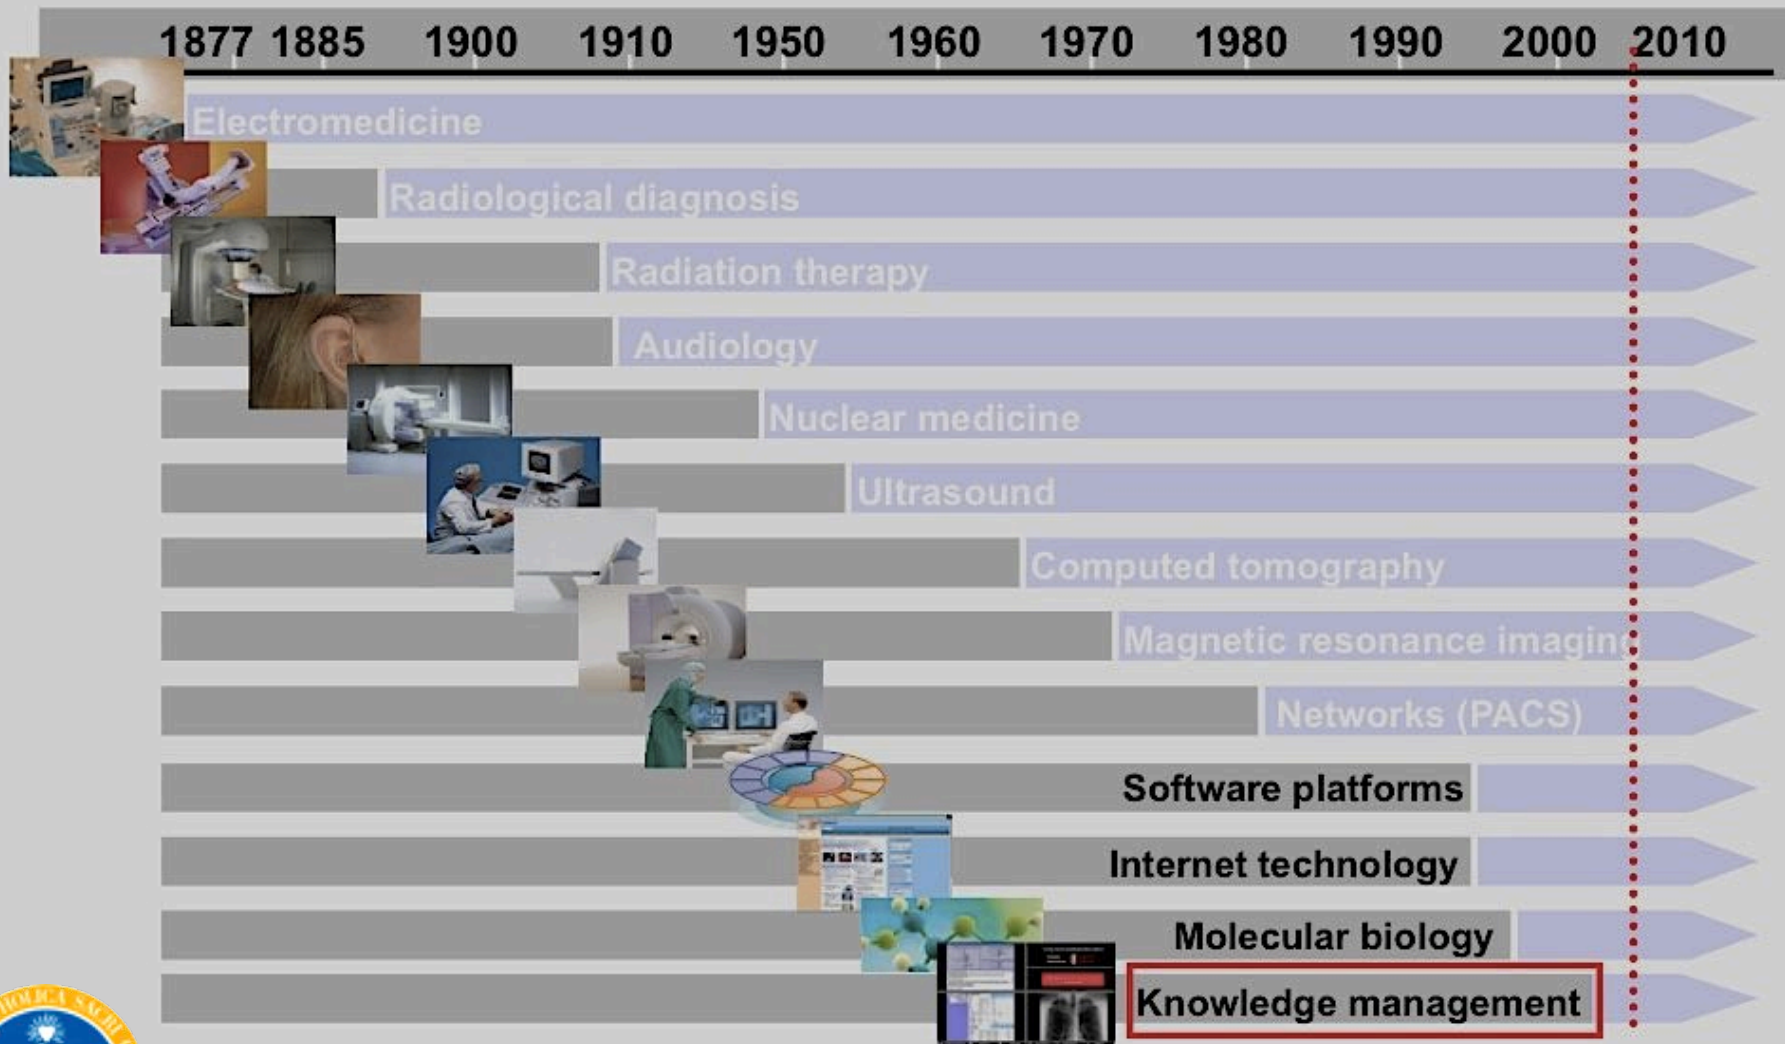 1877 1885 1900 1910 1950 1960 1970 1980 1990 2000 2010
Electromedicine
Radiological diagnosis
Radiation therapy
Audiology
Nuclear medicine
Ultrasound
Computed tomography
Magnetic resonance imaging
Networks (PACS)
Software platforms
Internet technology
Molecular biology
Knowledge management
SACRI